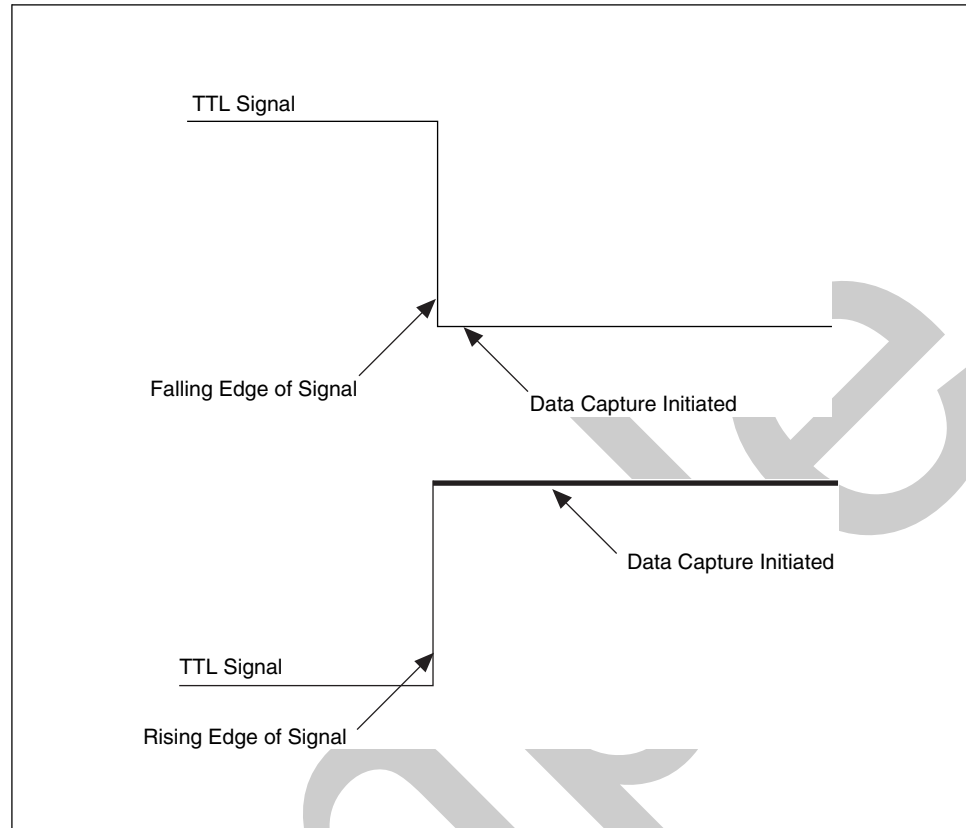 TTL Signal
Falling Edge of Signal
Data Capture Initiated
Data Capture Initiated
TTL Signal
Rising Edge of Signal